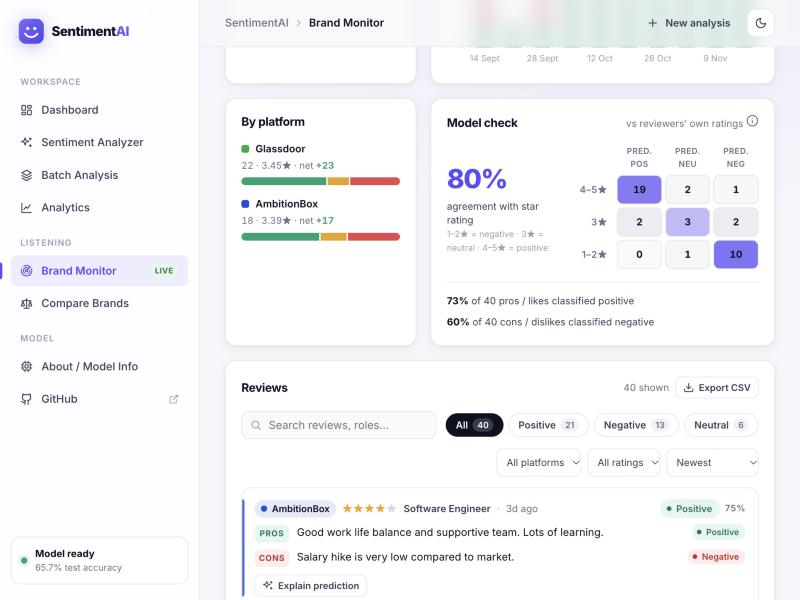 SentimentAI
WORKSPACE
Dashboard
Sentiment Analyzer
Batch Analysis
Analytics
LISTENING
Brand Monitor LIVE
Compare Brands
MODEL
About / Model Info
GitHub
Model ready
65.7% test accuracy
SentimentAI > Brand Monitor
New analysis
14 Sept 28 Sept 12 Oct 26 Oct 9 Nov
By platform
Glassdoor
22 · 3.45★ · net +23
AmbitionBox
18 · 3.39★ · net +17
Model check
vs reviewers' own ratings
80%
agreement with star
rating
1–2★ = negative · 3★ =
neutral · 4–5★ = positive
PRED. PRED. PRED.
POS NEU NEG
4–5★ 19 2 1
3★ 2 3 2
1–2★ 0 1 10
73% of 40 pros / likes classified positive
60% of 40 cons / dislikes classified negative
Reviews
40 shown
Export CSV
Search reviews, roles...
All 40 Positive 21 Negative 13 Neutral 6
All platforms All ratings Newest
AmbitionBox ★★★★★ Software Engineer · 3d ago Positive 75%
PROS Good work life balance and supportive team. Lots of learning. Positive
CONS Salary hike is very low compared to market. Negative
Explain prediction